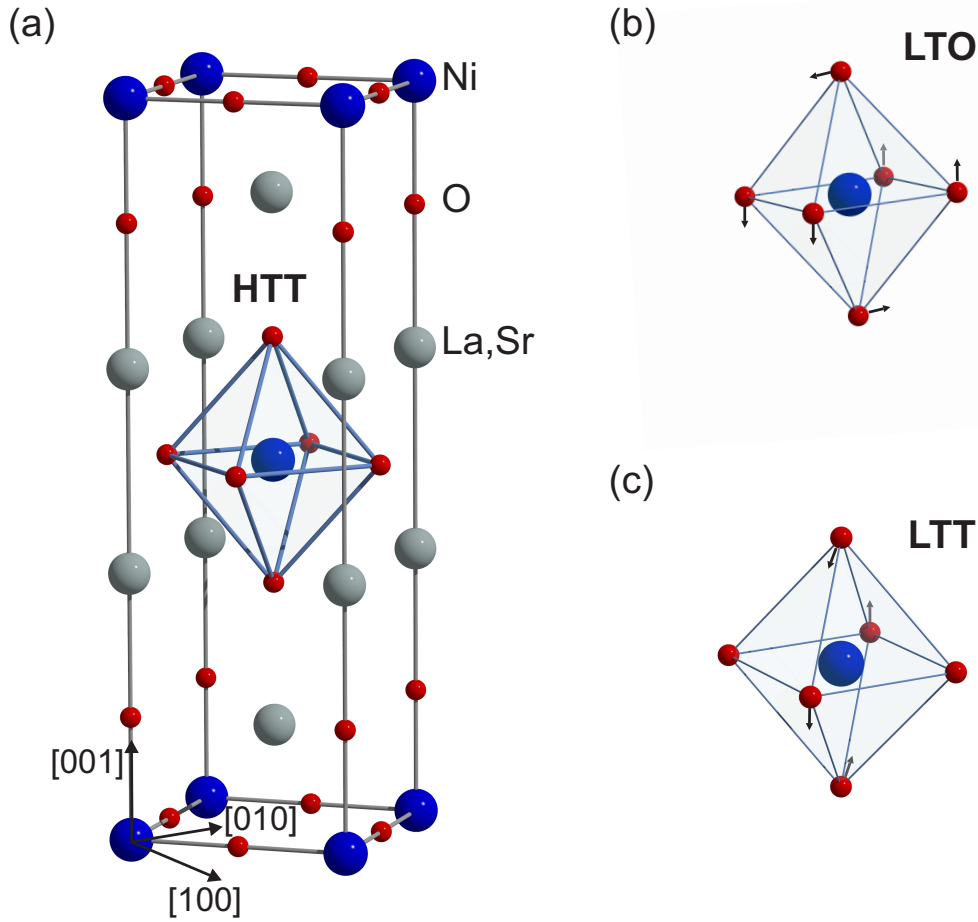 (a)
Ni
O
HTT
La,Sr
[001]
[010]
[100]
(b)
LTO
(c)
LTT